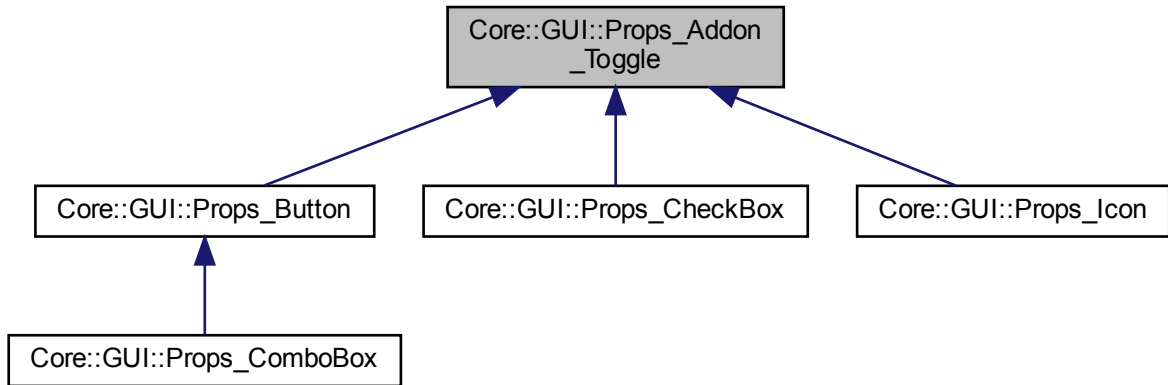 Core::GUI::Props_Addon
_Toggle
Core::GUI::Props_Button
Core::GUI::Props_CheckBox
Core::GUI::Props_Icon
Core::GUI::Props_ComboBox